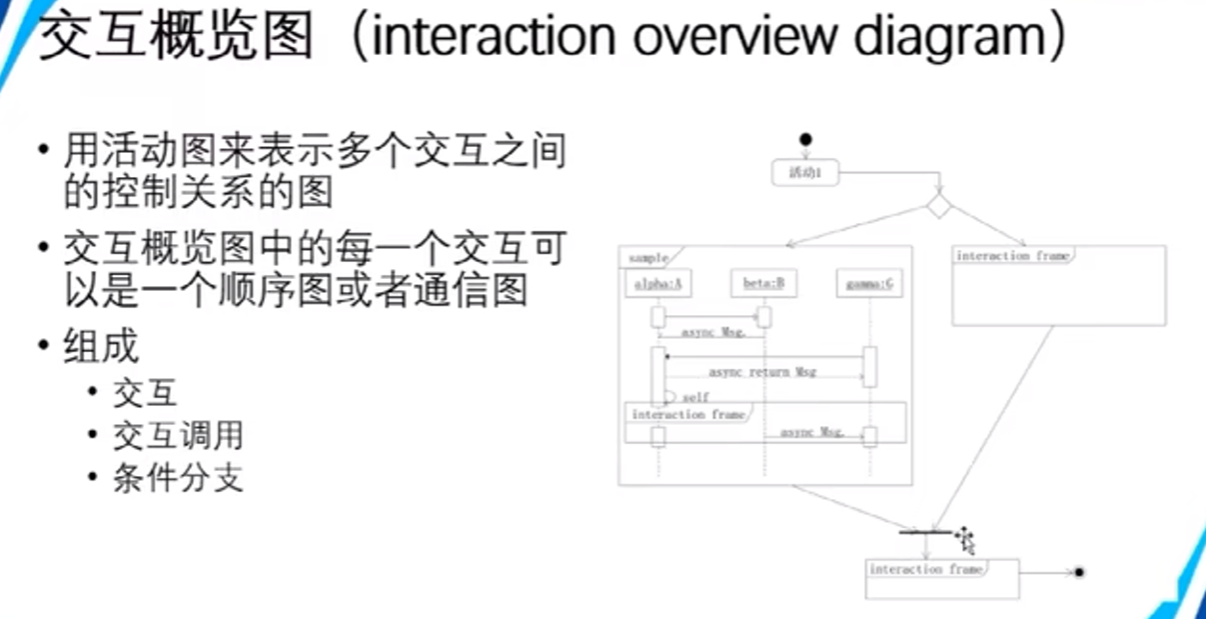 交互概览图（interaction overview diagram）
• 用活动图来表示多个交互之间
的控制关系的图
• 交互概览图中的每一个交互可
以是一个顺序图或者通信图
• 组成
• 交互
• 交互调用
• 条件分支
活动1
sample
interaction frame
alpha:A
beta:B
gamma:G
async Msg.
async return Msg
self
interaction frame
async Msg.
interaction frame